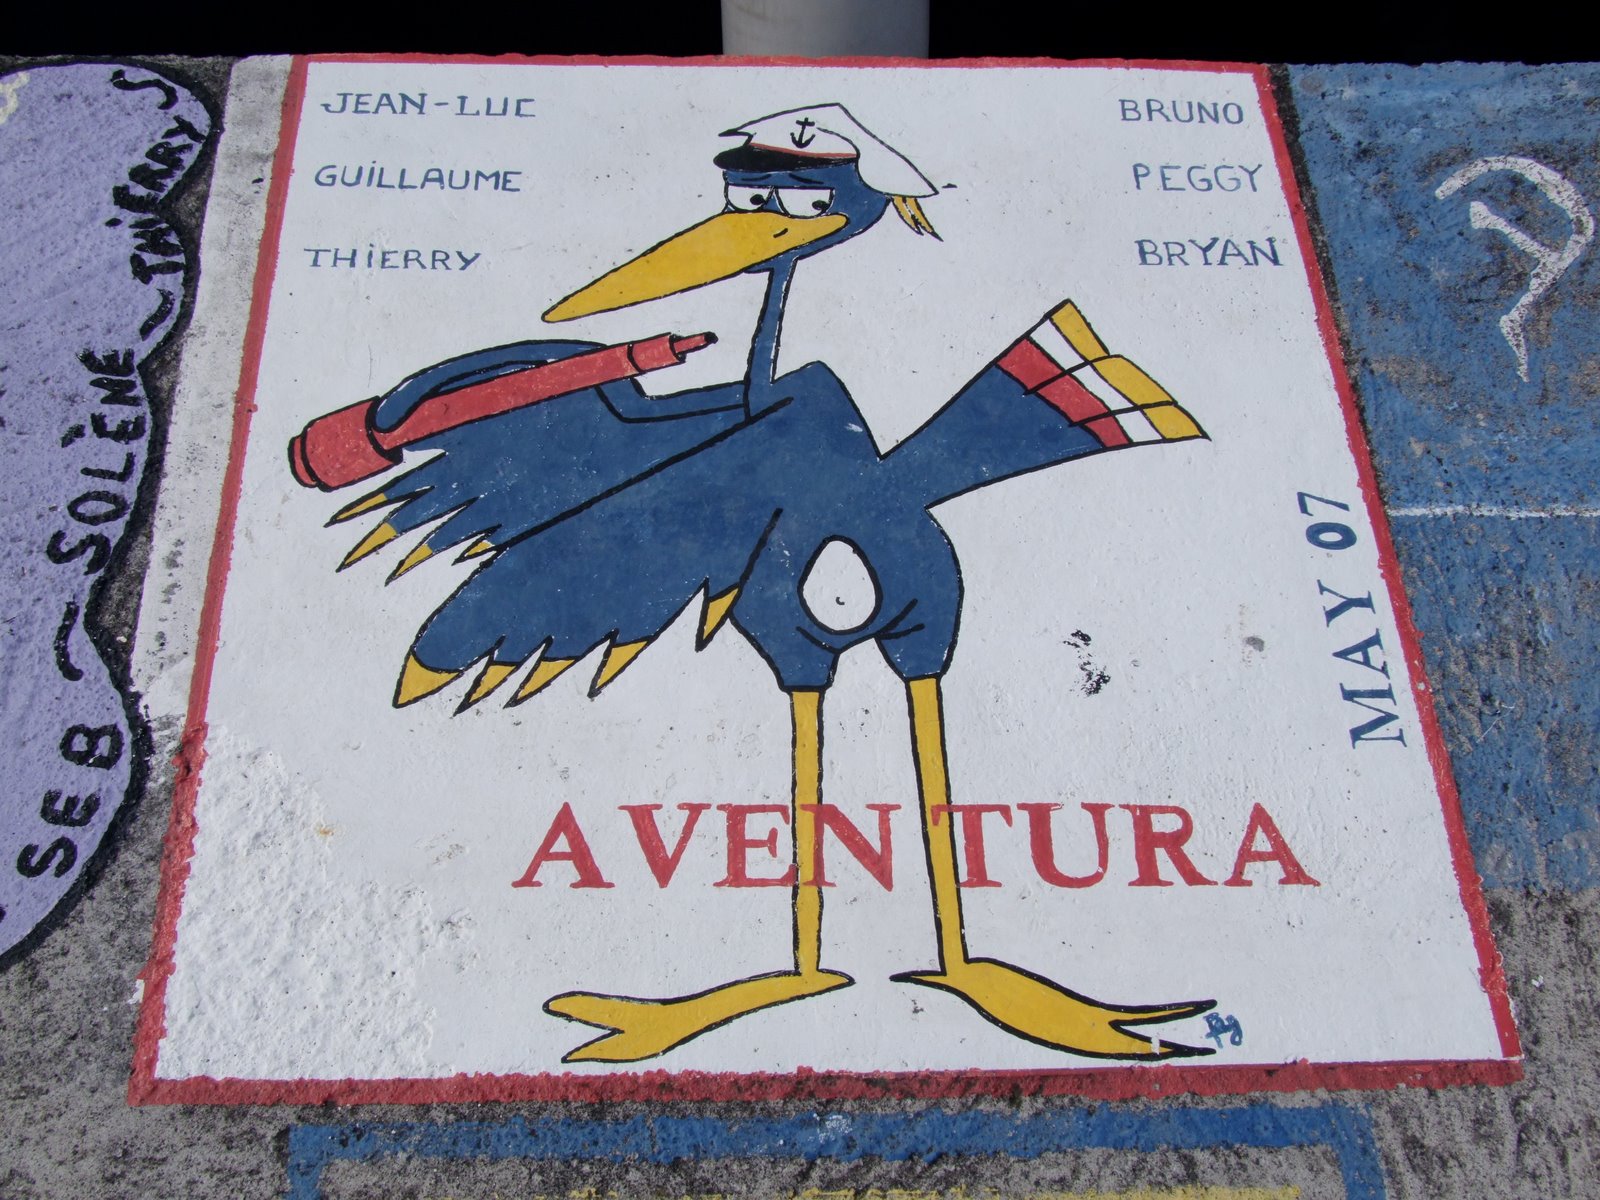 JEAN-LUC
GUiLLAUME
THiERRY
BRUNO
PEGGY
BRYAN
MAY 07
AVENTURA
SEB ~ SOLÈNE ~ THiERRY S